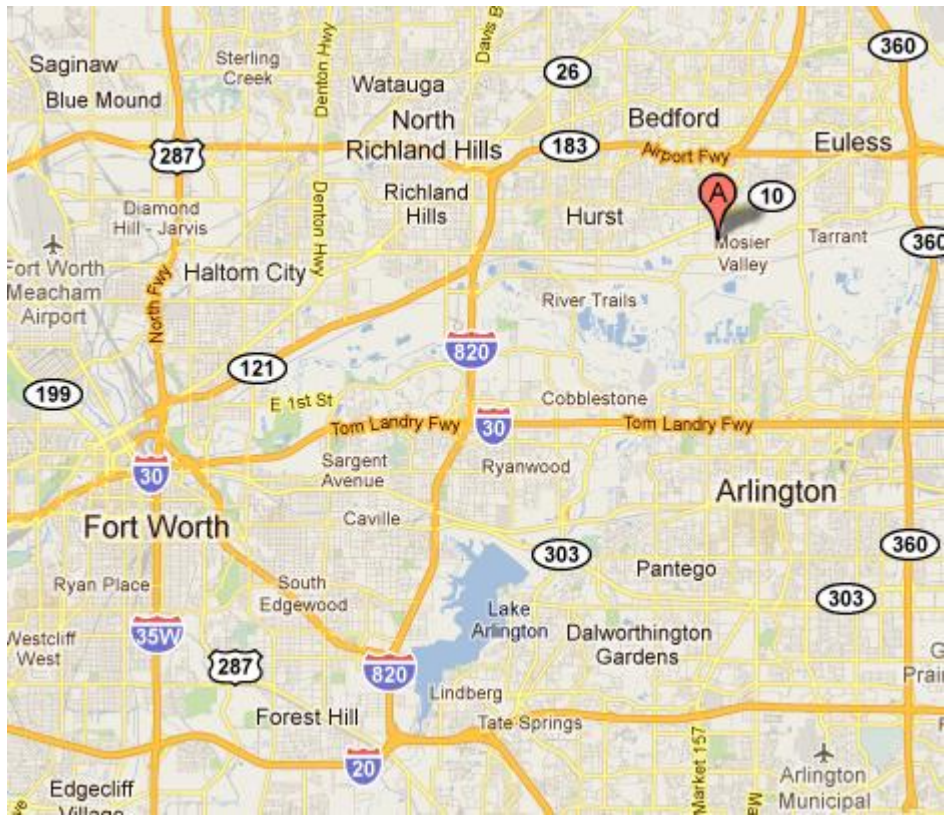 Saginaw
Blue Mound
Sterling
Creek
Denton Hwy
Davis B
26
360
Watauga
North
Richland Hills
Bedford
183
Airport Fwy
Euless
287
Richland
Hills
Denton Hwy
Hurst
A
10
Diamond
Hill - Jarvis
Mosier
Valley
Tarrant
360
Fort Worth
Meacham
Airport
North Fwy
Haltom City
River Trails
820
121
199
E 1st St
Cobblestone
Tom Landry Fwy
30
Tom Landry Fwy
30
Sargent
Avenue
Ryanwood
Arlington
Fort Worth
Caville
303
360
Ryan Place
South
Edgewood
Pantego
303
Lake
Arlington
35W
Westcliff
West
Dalworthington
Gardens
287
820
G
Prair
Lindberg
Forest Hill
Tate Springs
20
Market 157
Ma
Edgecliff
Village
Arlington
Municipal